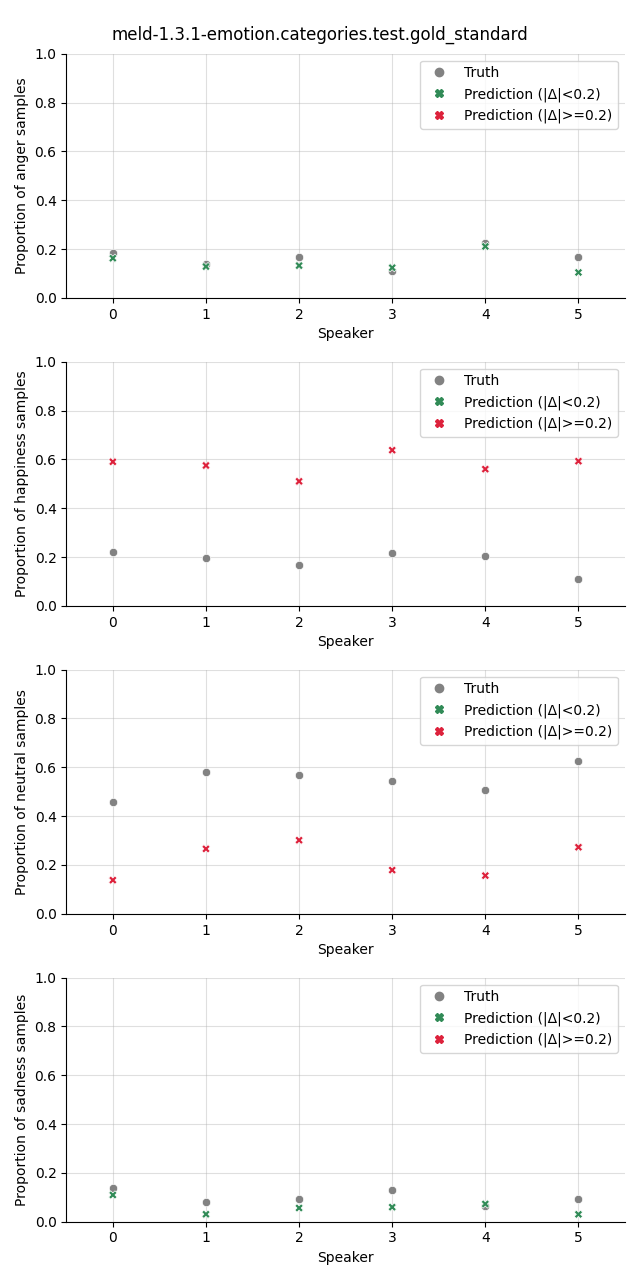 meld-1.3.1-emotion.categories.test.gold_standard
1.0
0.8
0.6
0.4
0.2
0.0
Proportion of anger samples
Truth
Prediction (|Δ|<0.2)
Prediction (|Δ|>=0.2)
0 1 2 3 4 5
Speaker
1.0
0.8
0.6
0.4
0.2
0.0
Proportion of happiness samples
Truth
Prediction (|Δ|<0.2)
Prediction (|Δ|>=0.2)
0 1 2 3 4 5
Speaker
1.0
0.8
0.6
0.4
0.2
0.0
Proportion of neutral samples
Truth
Prediction (|Δ|<0.2)
Prediction (|Δ|>=0.2)
0 1 2 3 4 5
Speaker
1.0
0.8
0.6
0.4
0.2
0.0
Proportion of sadness samples
Truth
Prediction (|Δ|<0.2)
Prediction (|Δ|>=0.2)
0 1 2 3 4 5
Speaker